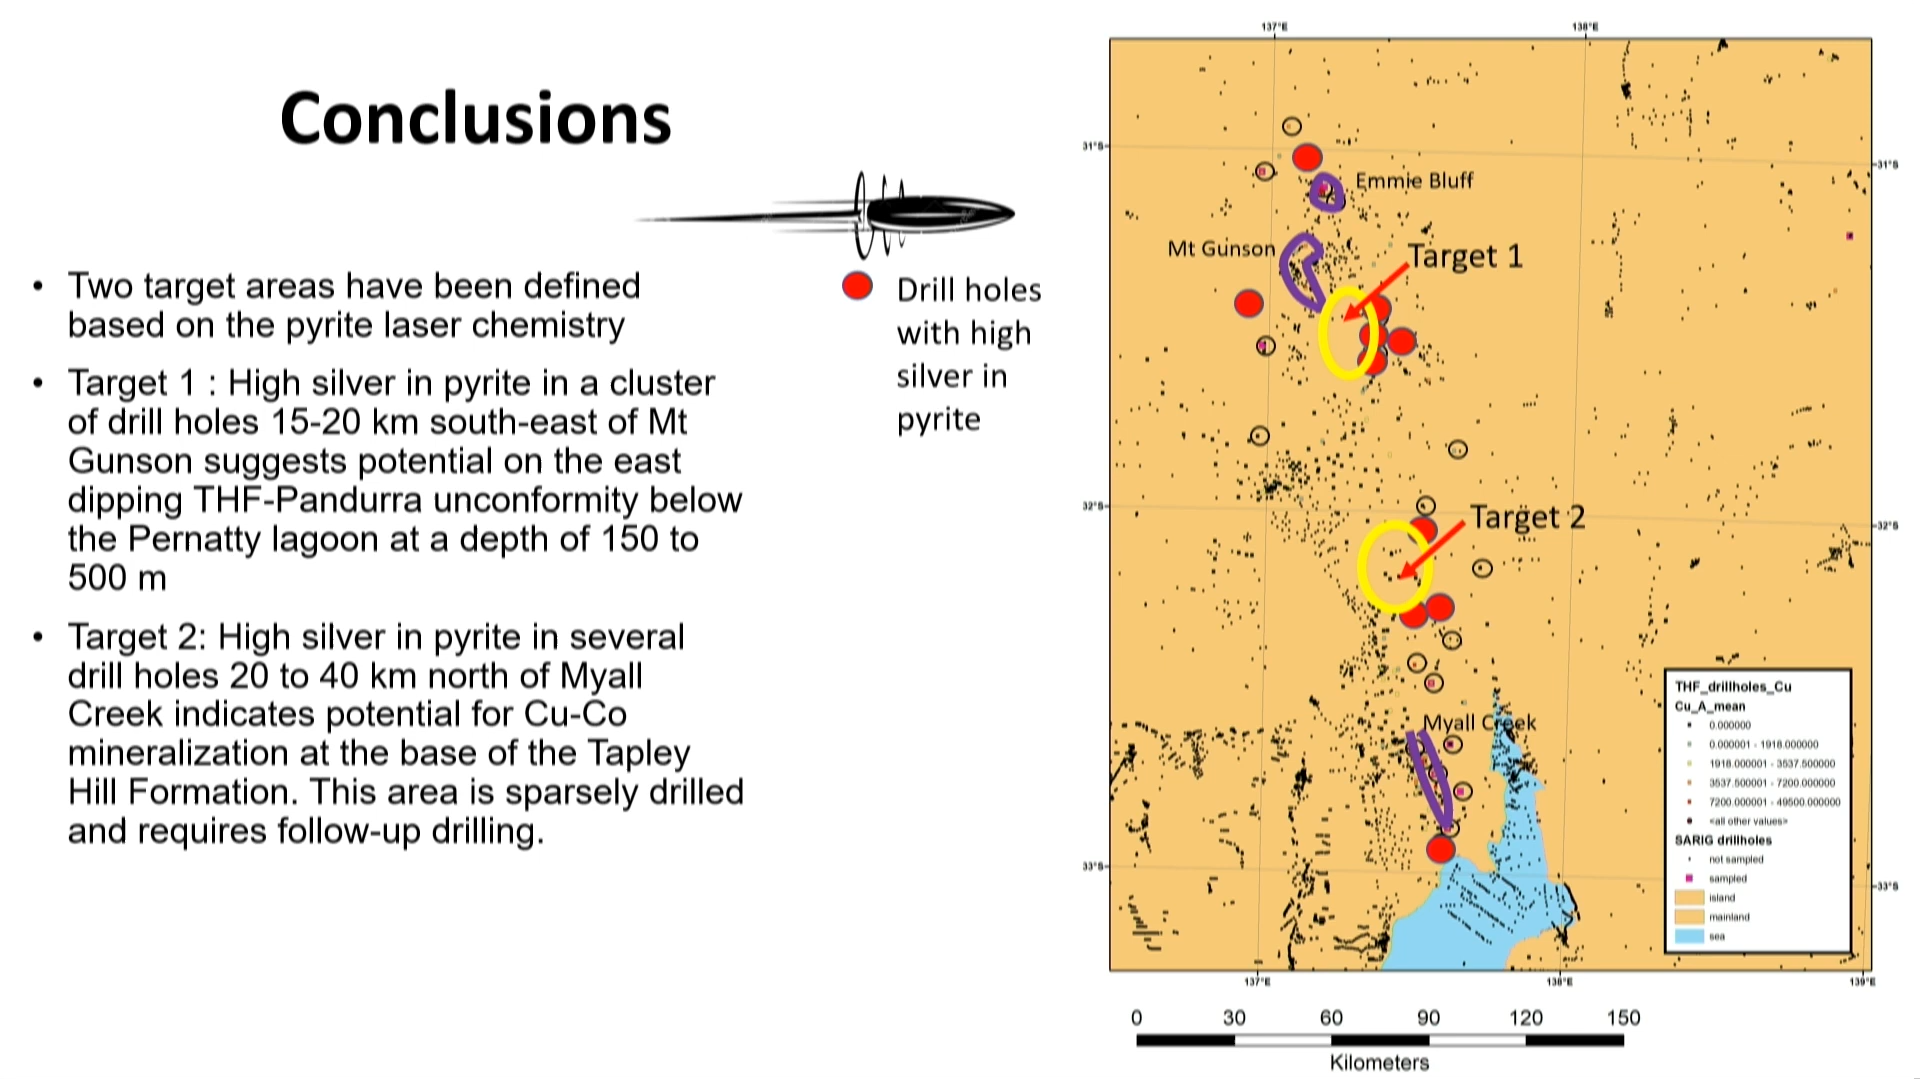 Conclusions
• Two target areas have been defined
based on the pyrite laser chemistry
• Target 1 : High silver in pyrite in a cluster
of drill holes 15-20 km south-east of Mt
Gunson suggests potential on the east
dipping THF-Pandurra unconformity below
the Pernatty lagoon at a depth of 150 to
500 m
• Target 2: High silver in pyrite in several
drill holes 20 to 40 km north of Myall
Creek indicates potential for Cu-Co
mineralization at the base of the Tapley
Hill Formation. This area is sparsely drilled
and requires follow-up drilling.
Drill holes
with high
silver in
pyrite
137°E
138°E
31°S
31°S
Emmie Bluff
Mt Gunson
Target 1
32°S
32°S
Target 2
Myall Creek
33°S
33°S
THF_drillholes_Cu
Cu_A_mean
0.000000
0.000001 - 1918.000000
1918.000001 - 3537.500000
3537.500001 - 7200.000000
7200.000001 - 49500.000000
<all other values>
SARIG drillholes
not sampled
sampled
island
mainland
sea
137°E
138°E
139°E
0 30 60 90 120 150
Kilometers